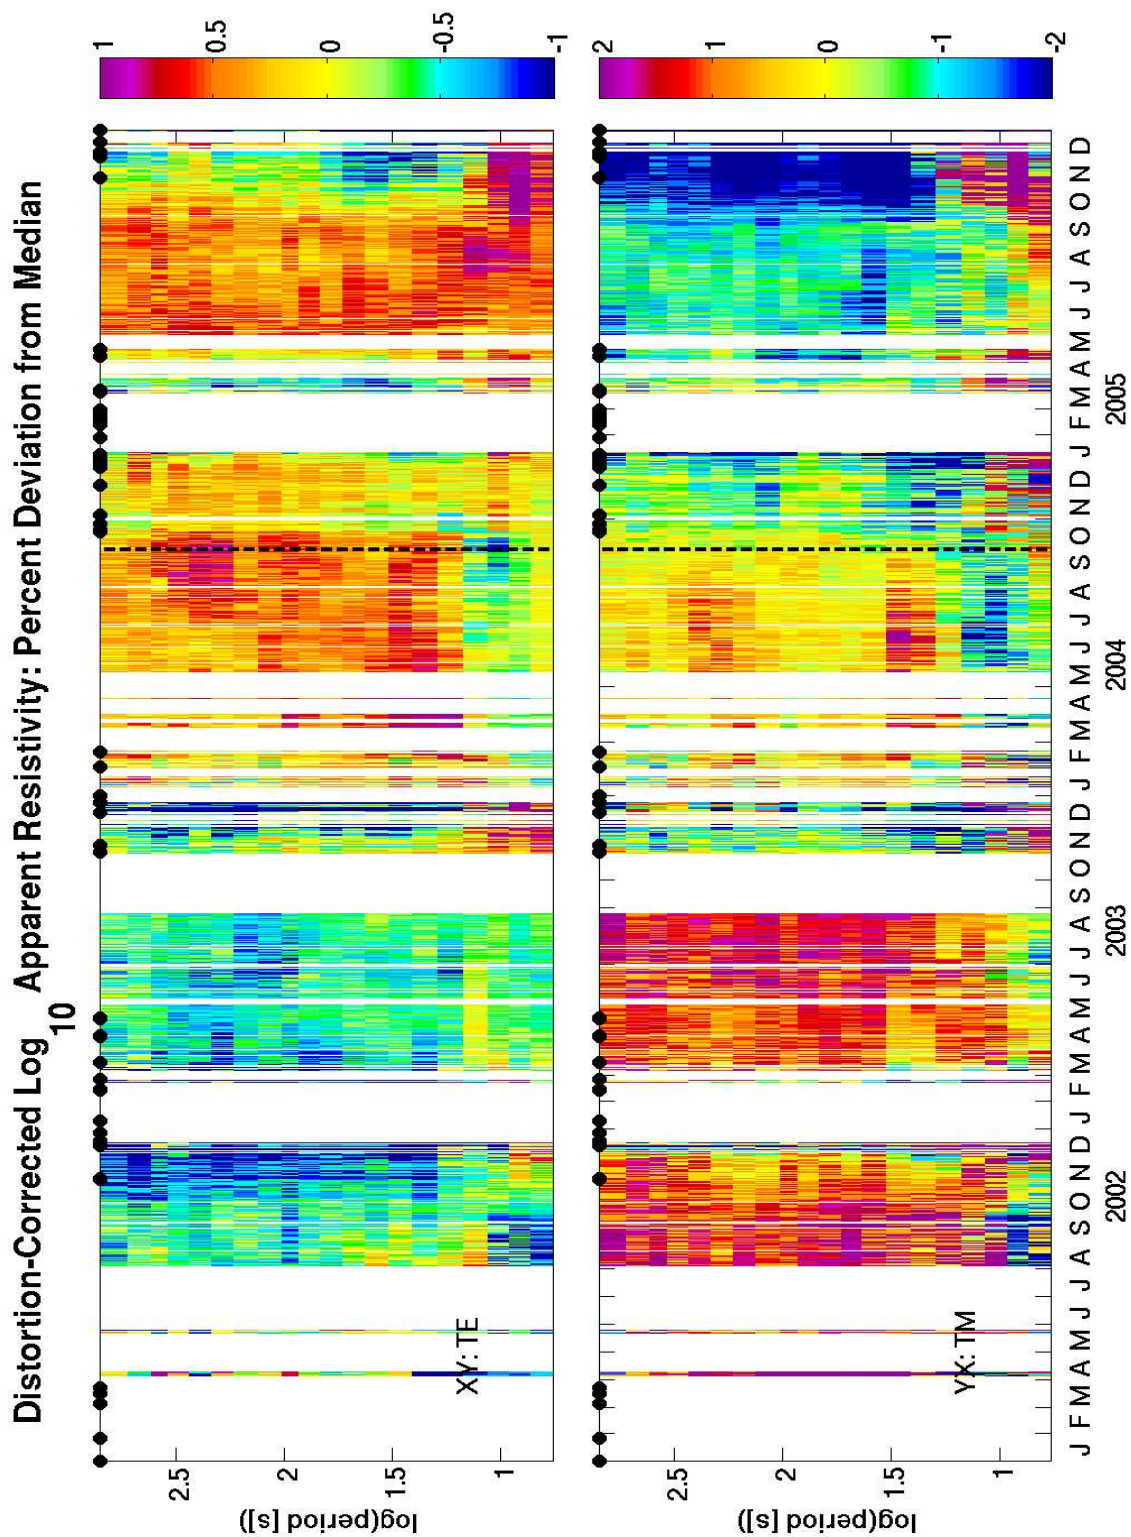 Distortion-Corrected Log10 Apparent Resistivity: Percent Deviation from Median
log(period [s])
2.5
2
1.5
1
XY: TE
1
0.5
0
-0.5
-1
log(period [s])
2.5
2
1.5
1
YX: TM
2
1
0
-1
-2
J F M A M J J A S O N D J F M A M J J A S O N D J F M A M J J A S O N D J F M A M J J A S O N D
2002 2003 2004 2005